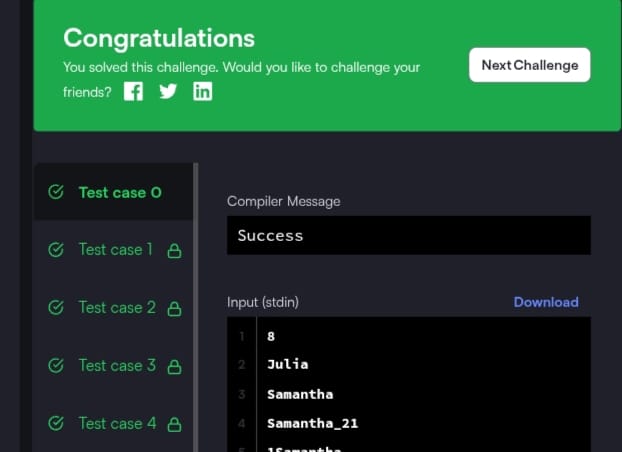 Congratulations
You solved this challenge. Would you like to challenge your
friends?
Next Challenge
Test case 0
Test case 1
Test case 2
Test case 3
Test case 4
Compiler Message
Success
Input (stdin)
Download
1 8
2 Julia
3 Samantha
4 Samantha_21
5 1Samantha